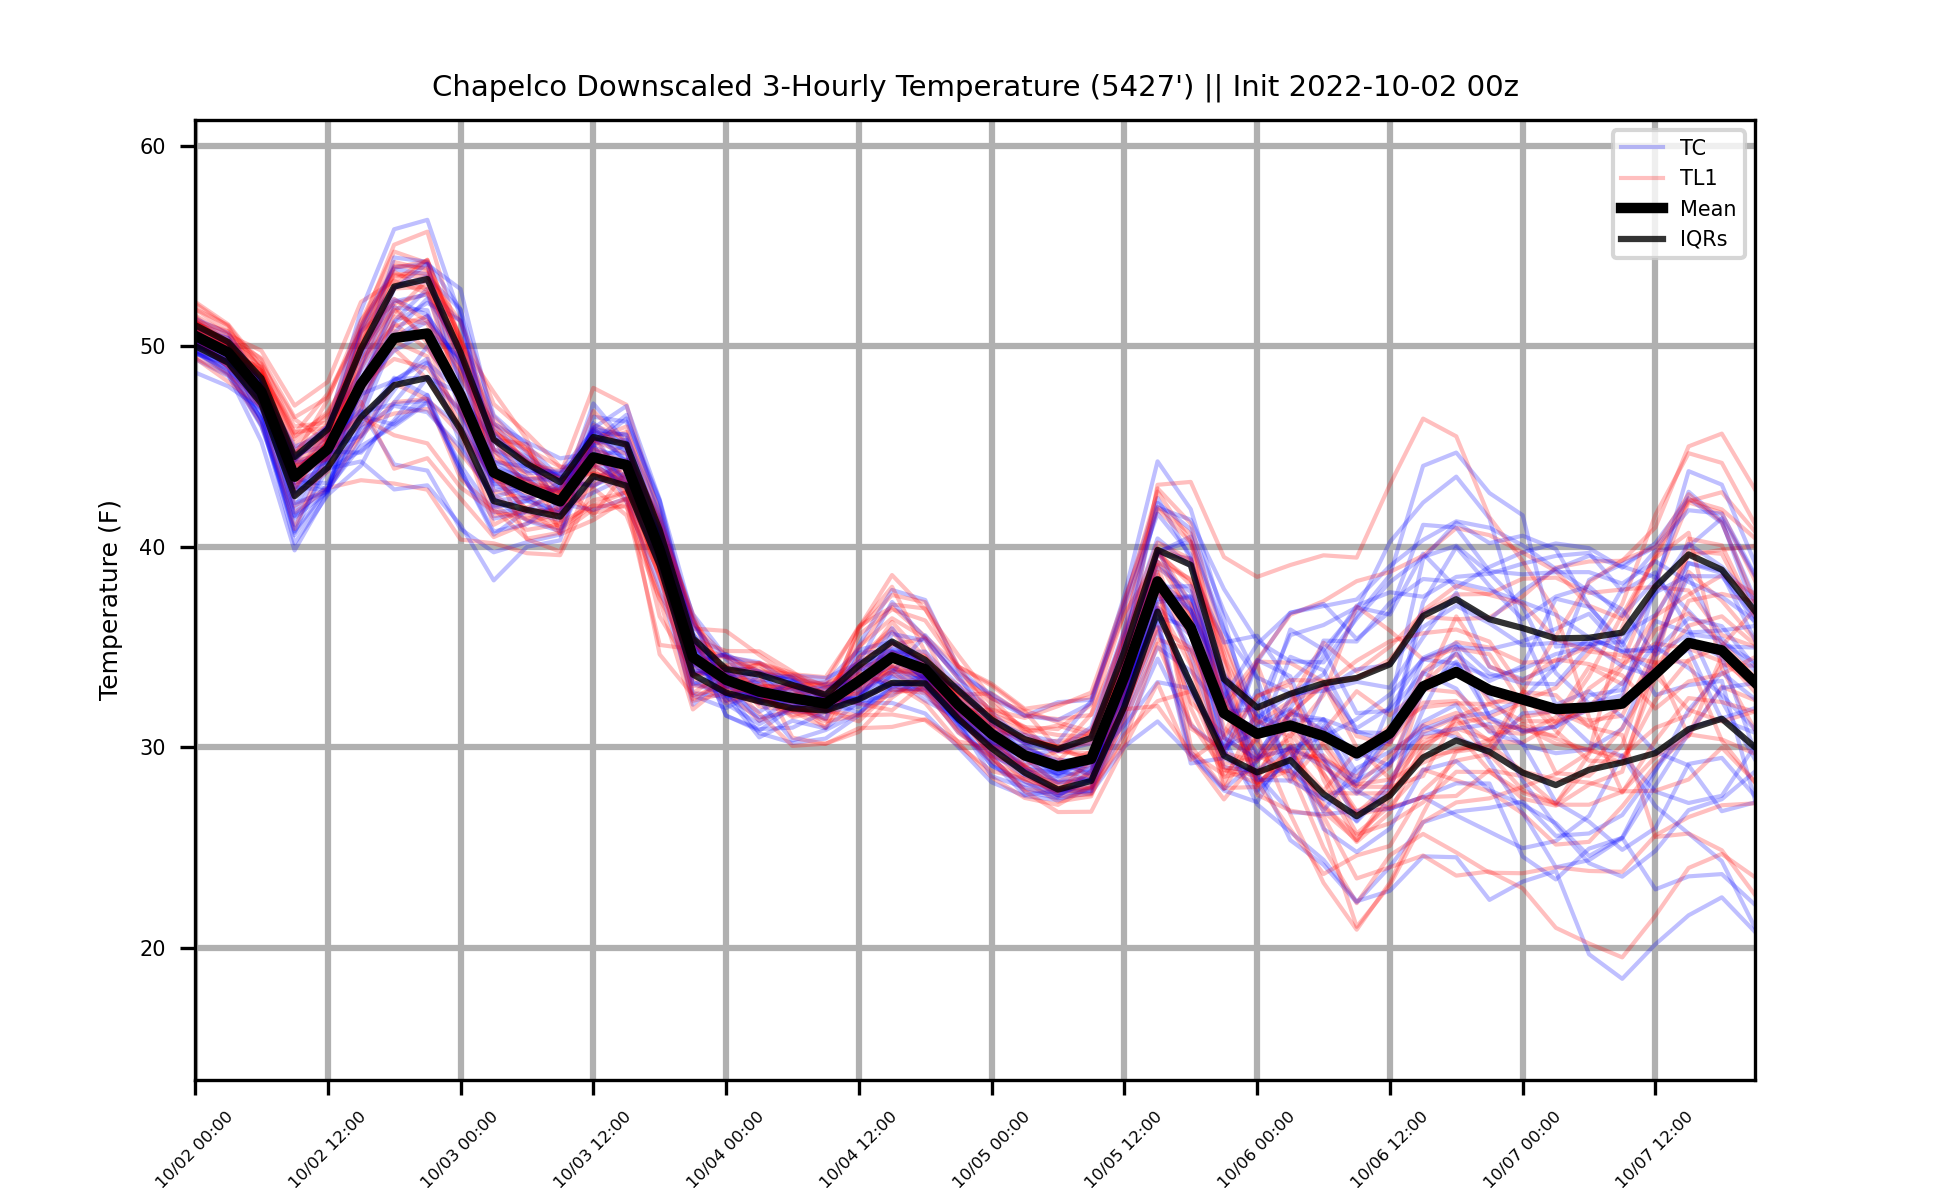 Chapelco Downscaled 3-Hourly Temperature (5427') || Init 2022-10-02 00z
TC
TL1
Mean
IQRs
Temperature (F)
60
50
40
30
20
10/02 00:00
10/02 12:00
10/03 00:00
10/03 12:00
10/04 00:00
10/04 12:00
10/05 00:00
10/05 12:00
10/06 00:00
10/06 12:00
10/07 00:00
10/07 12:00